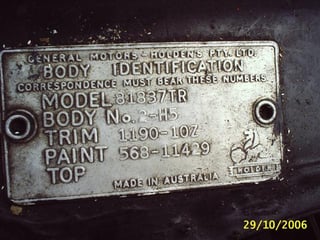 GENERAL MOTORS-HOLDEN'S PTY. LTD.
BODY IDENTIFICATION
CORRESPONDENCE MUST BEAR THESE NUMBERS
MODEL 81837TR
BODY No. 2-H5
TRIM 1190-10Z
PAINT 568-11429
TOP
HOLDEN
MADE IN AUSTRALIA
29/10/2006